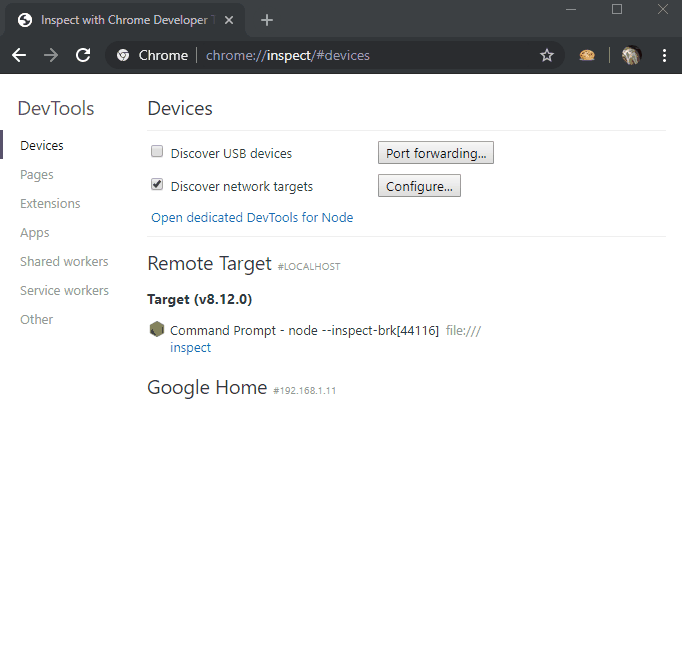 Inspect with Chrome Developer T
Chrome chrome://inspect/#devices
DevTools
Devices
Pages
Extensions
Apps
Shared workers
Service workers
Other
Devices
Discover USB devices Port forwarding...
Discover network targets Configure...
Open dedicated DevTools for Node
Remote Target #LOCALHOST
Target (v8.12.0)
Command Prompt - node --inspect-brk[44116] file:///
inspect
Google Home #192.168.1.11